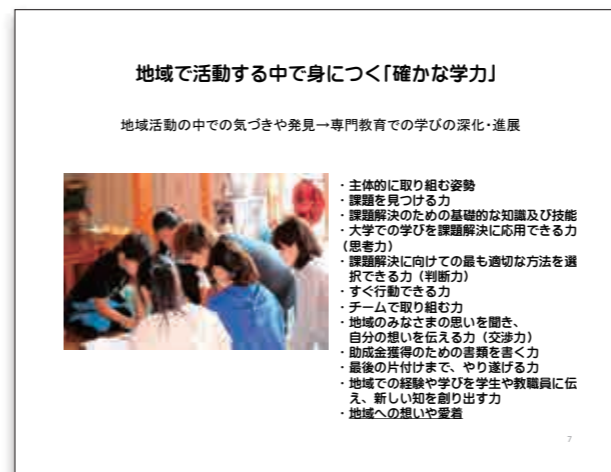 地域で活動する中で身につく「確かな学力」
地域活動の中での気づきや発見→専門教育での学びの深化・進展
・主体的に取り組む姿勢
・課題を見つける力
・課題解決のための基礎的な知識及び技能
・大学での学びを課題解決に応用できる力
（思考力）
・課題解決に向けての最も適切な方法を選
択できる力（判断力）
・すぐ行動できる力
・チームで取り組む力
・地域のみなさまの思いを聞き、
自分の想いを伝える力（交渉力）
・助成金獲得のための書類を書く力
・最後の片付けまで、やり遂げる力
・地域での経験や学びを学生や教職員に伝
え、新しい知を創り出す力
・地域への想いや愛着
7